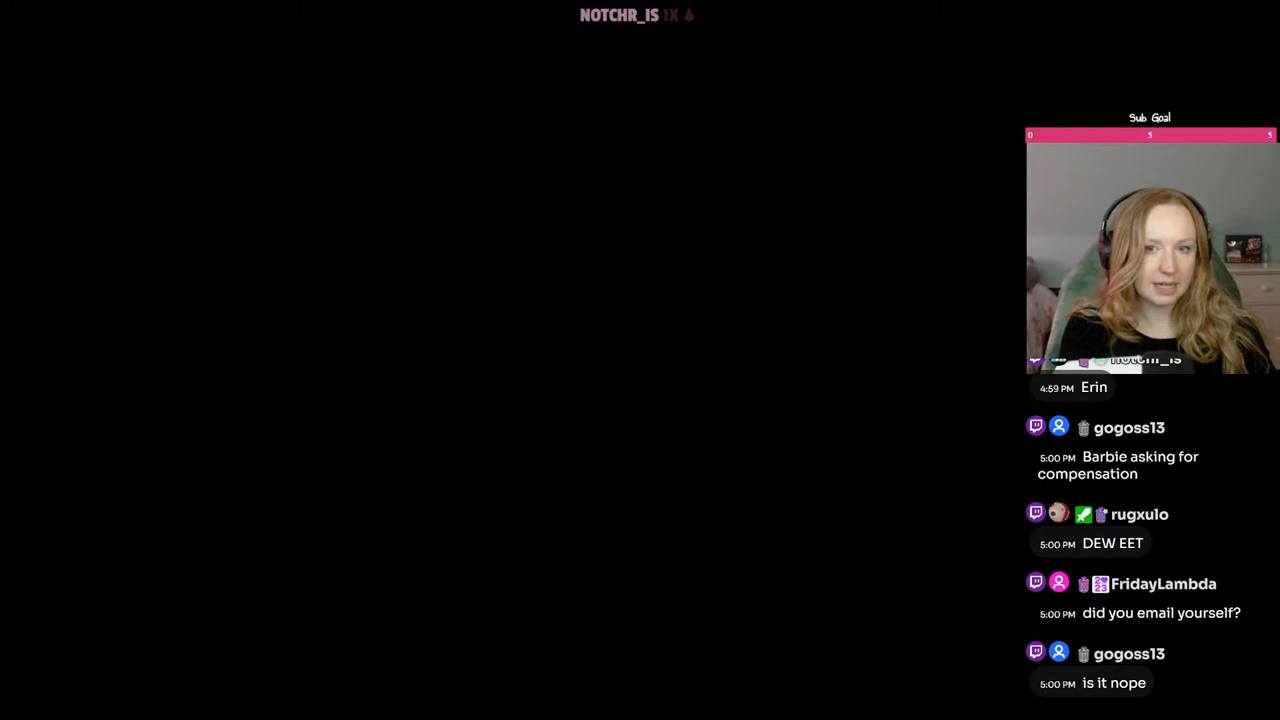 NOTCHR_IS 1X
Sub Goal
0 5 5
notchr_is
4:59 PM Erin
gogoss13
5:00 PM Barbie asking for
compensation
rugxulo
5:00 PM DEW EET
FridayLambda
5:00 PM did you email yourself?
gogoss13
5:00 PM is it nope